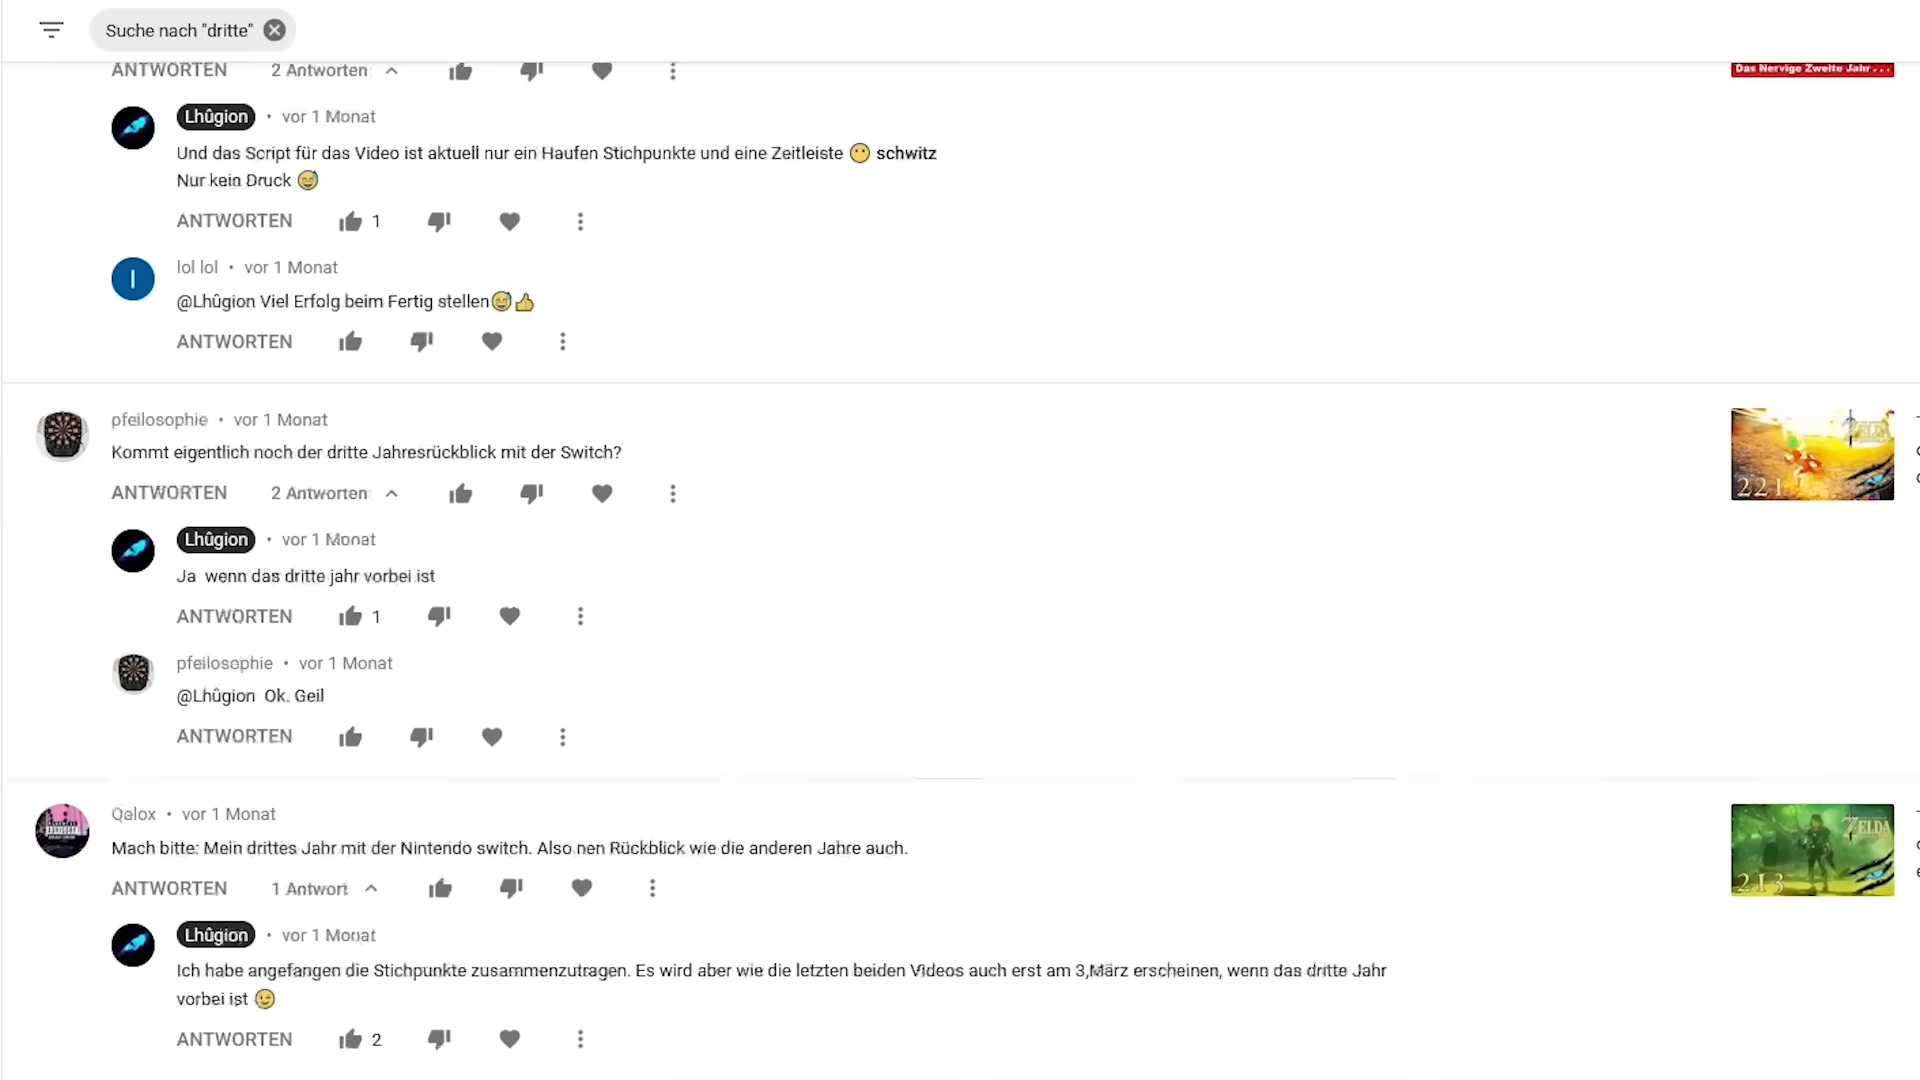 Suche nach "dritte"
ANTWORTEN 2 Antworten
Das Nervige Zweite Jahr . . .
Lhûgion • vor 1 Monat
Und das Script für das Video ist aktuell nur ein Haufen Stichpunkte und eine Zeitleiste 😶 schwitz
Nur kein Druck 😅
ANTWORTEN 1
l
lol lol • vor 1 Monat
@Lhûgion Viel Erfolg beim Fertig stellen😅👍
ANTWORTEN
pfeilosophie • vor 1 Monat
Kommt eigentlich noch der dritte Jahresrückblick mit der Switch?
ZELDA
221
ANTWORTEN 2 Antworten
Lhûgion • vor 1 Monat
Ja wenn das dritte jahr vorbei ist
ANTWORTEN 1
pfeilosophie • vor 1 Monat
@Lhûgion Ok. Geil
ANTWORTEN
Qalox • vor 1 Monat
ZELDA
Mach bitte: Mein drittes Jahr mit der Nintendo switch. Also nen Rückblick wie die anderen Jahre auch.
213
ANTWORTEN 1 Antwort
Lhûgion • vor 1 Monat
Ich habe angefangen die Stichpunkte zusammenzutragen. Es wird aber wie die letzten beiden Videos auch erst am 3,März erscheinen, wenn das dritte Jahr
vorbei ist 😉
ANTWORTEN 2